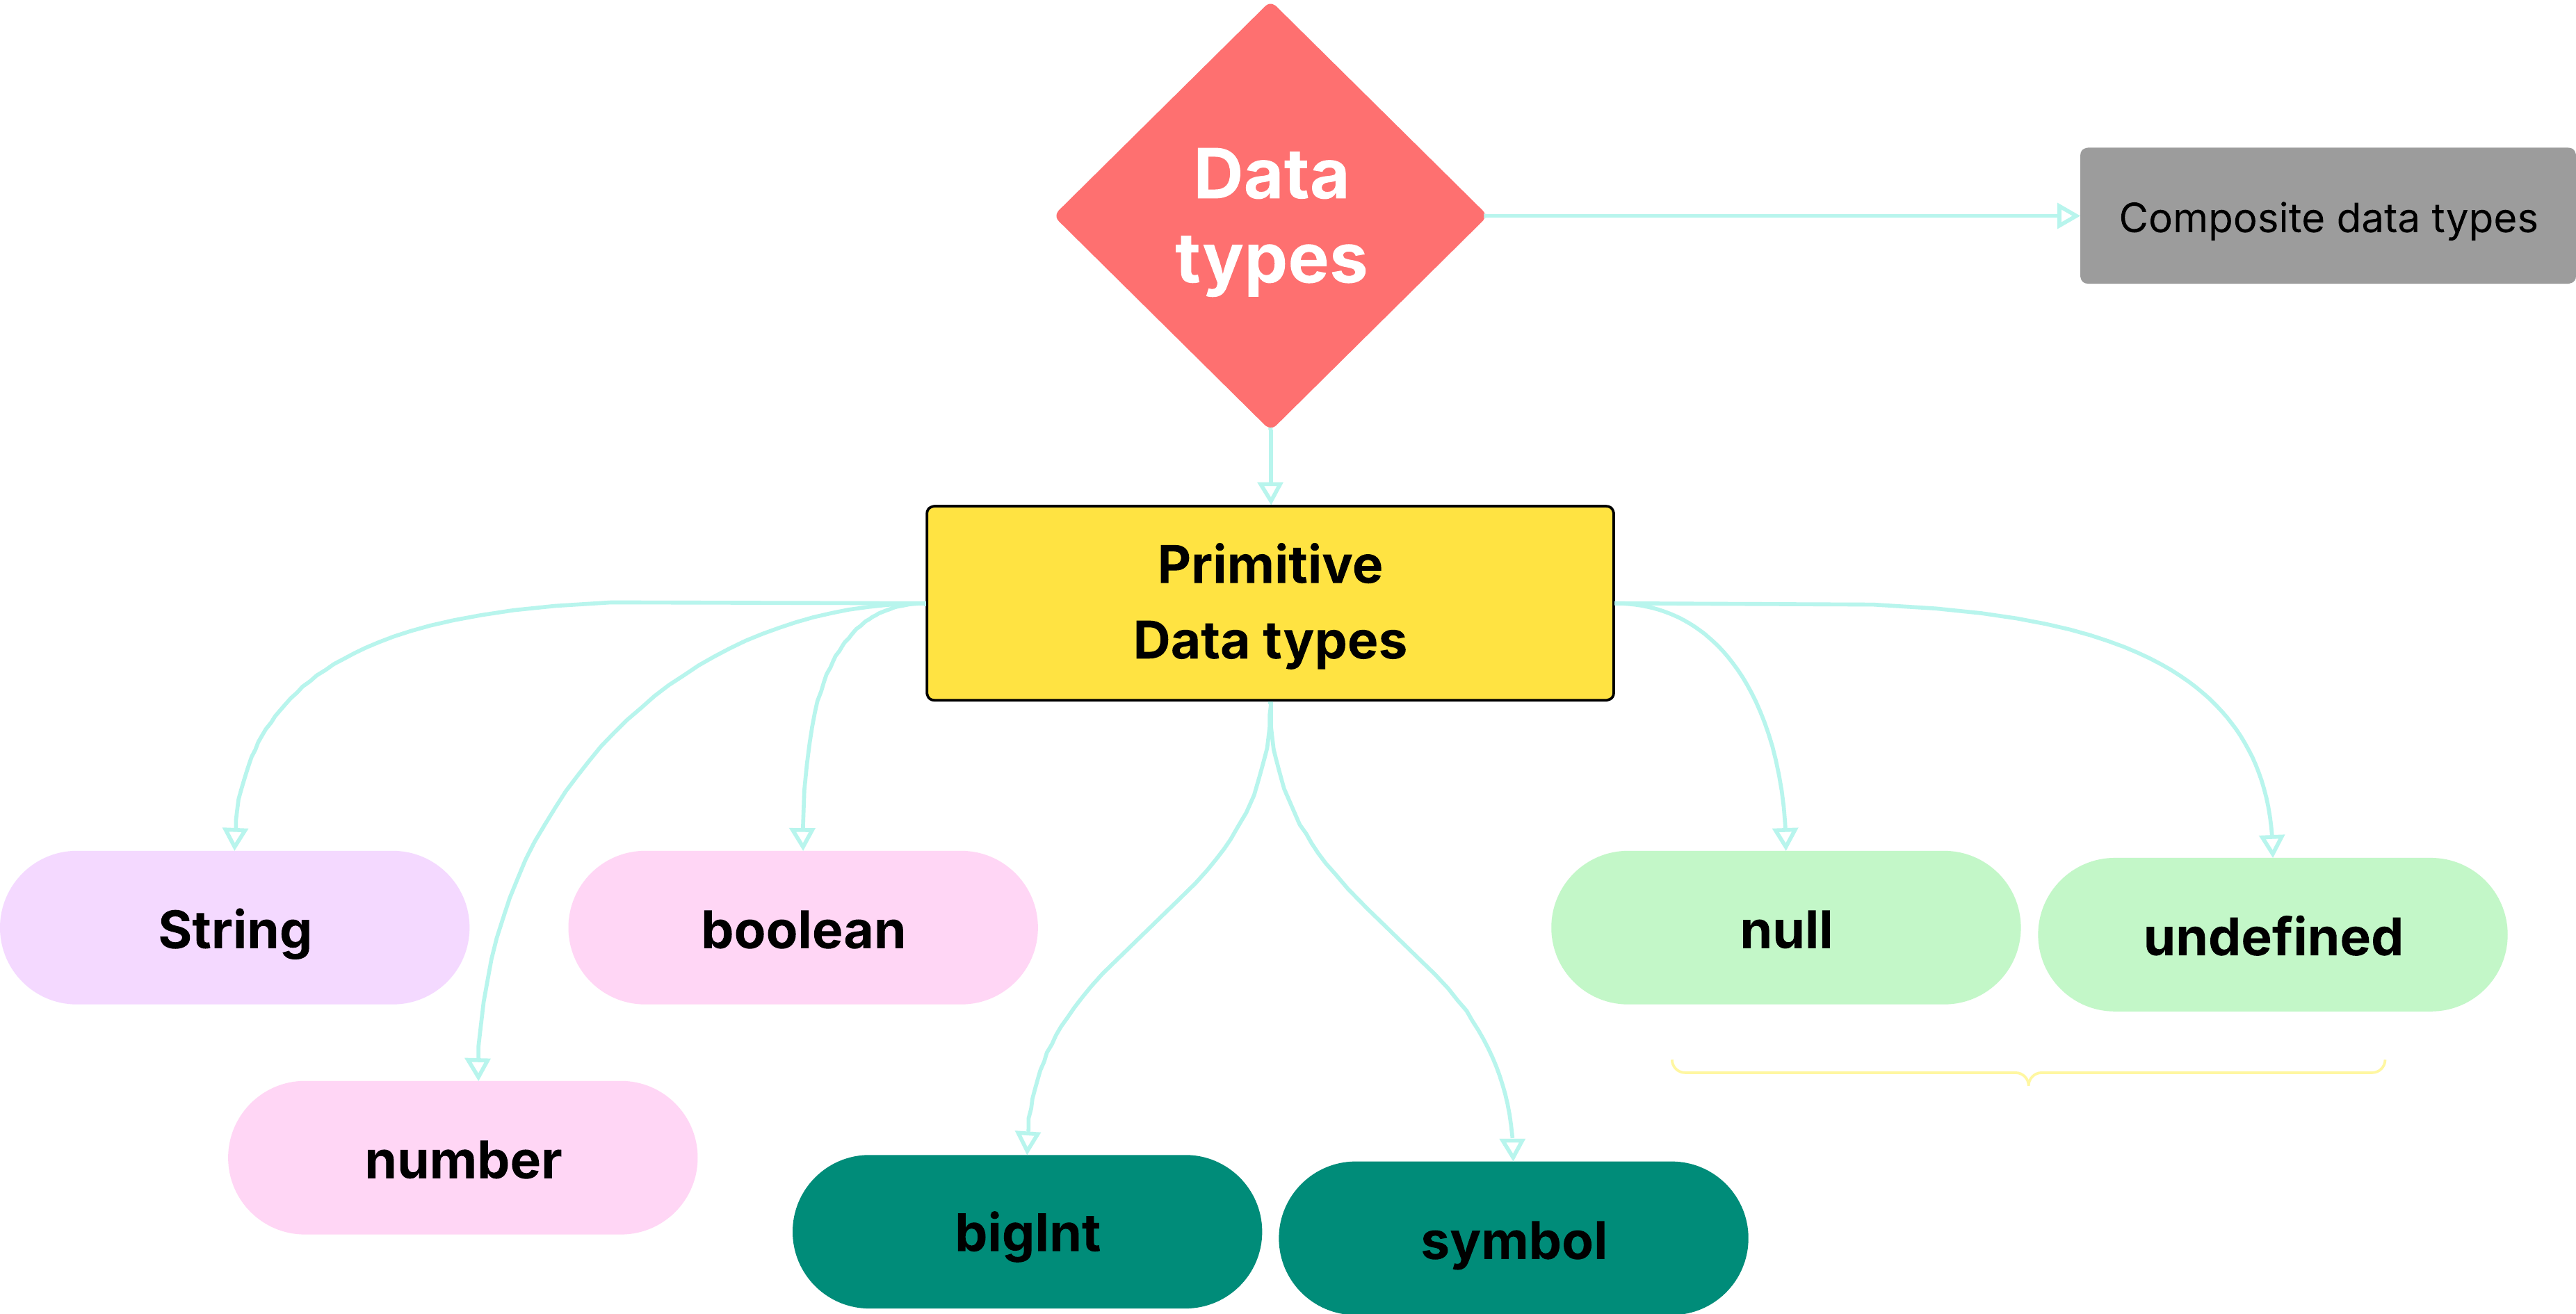 Data
types
Composite data types
Primitive
Data types
String
boolean
null
undefined
number
bigInt
symbol